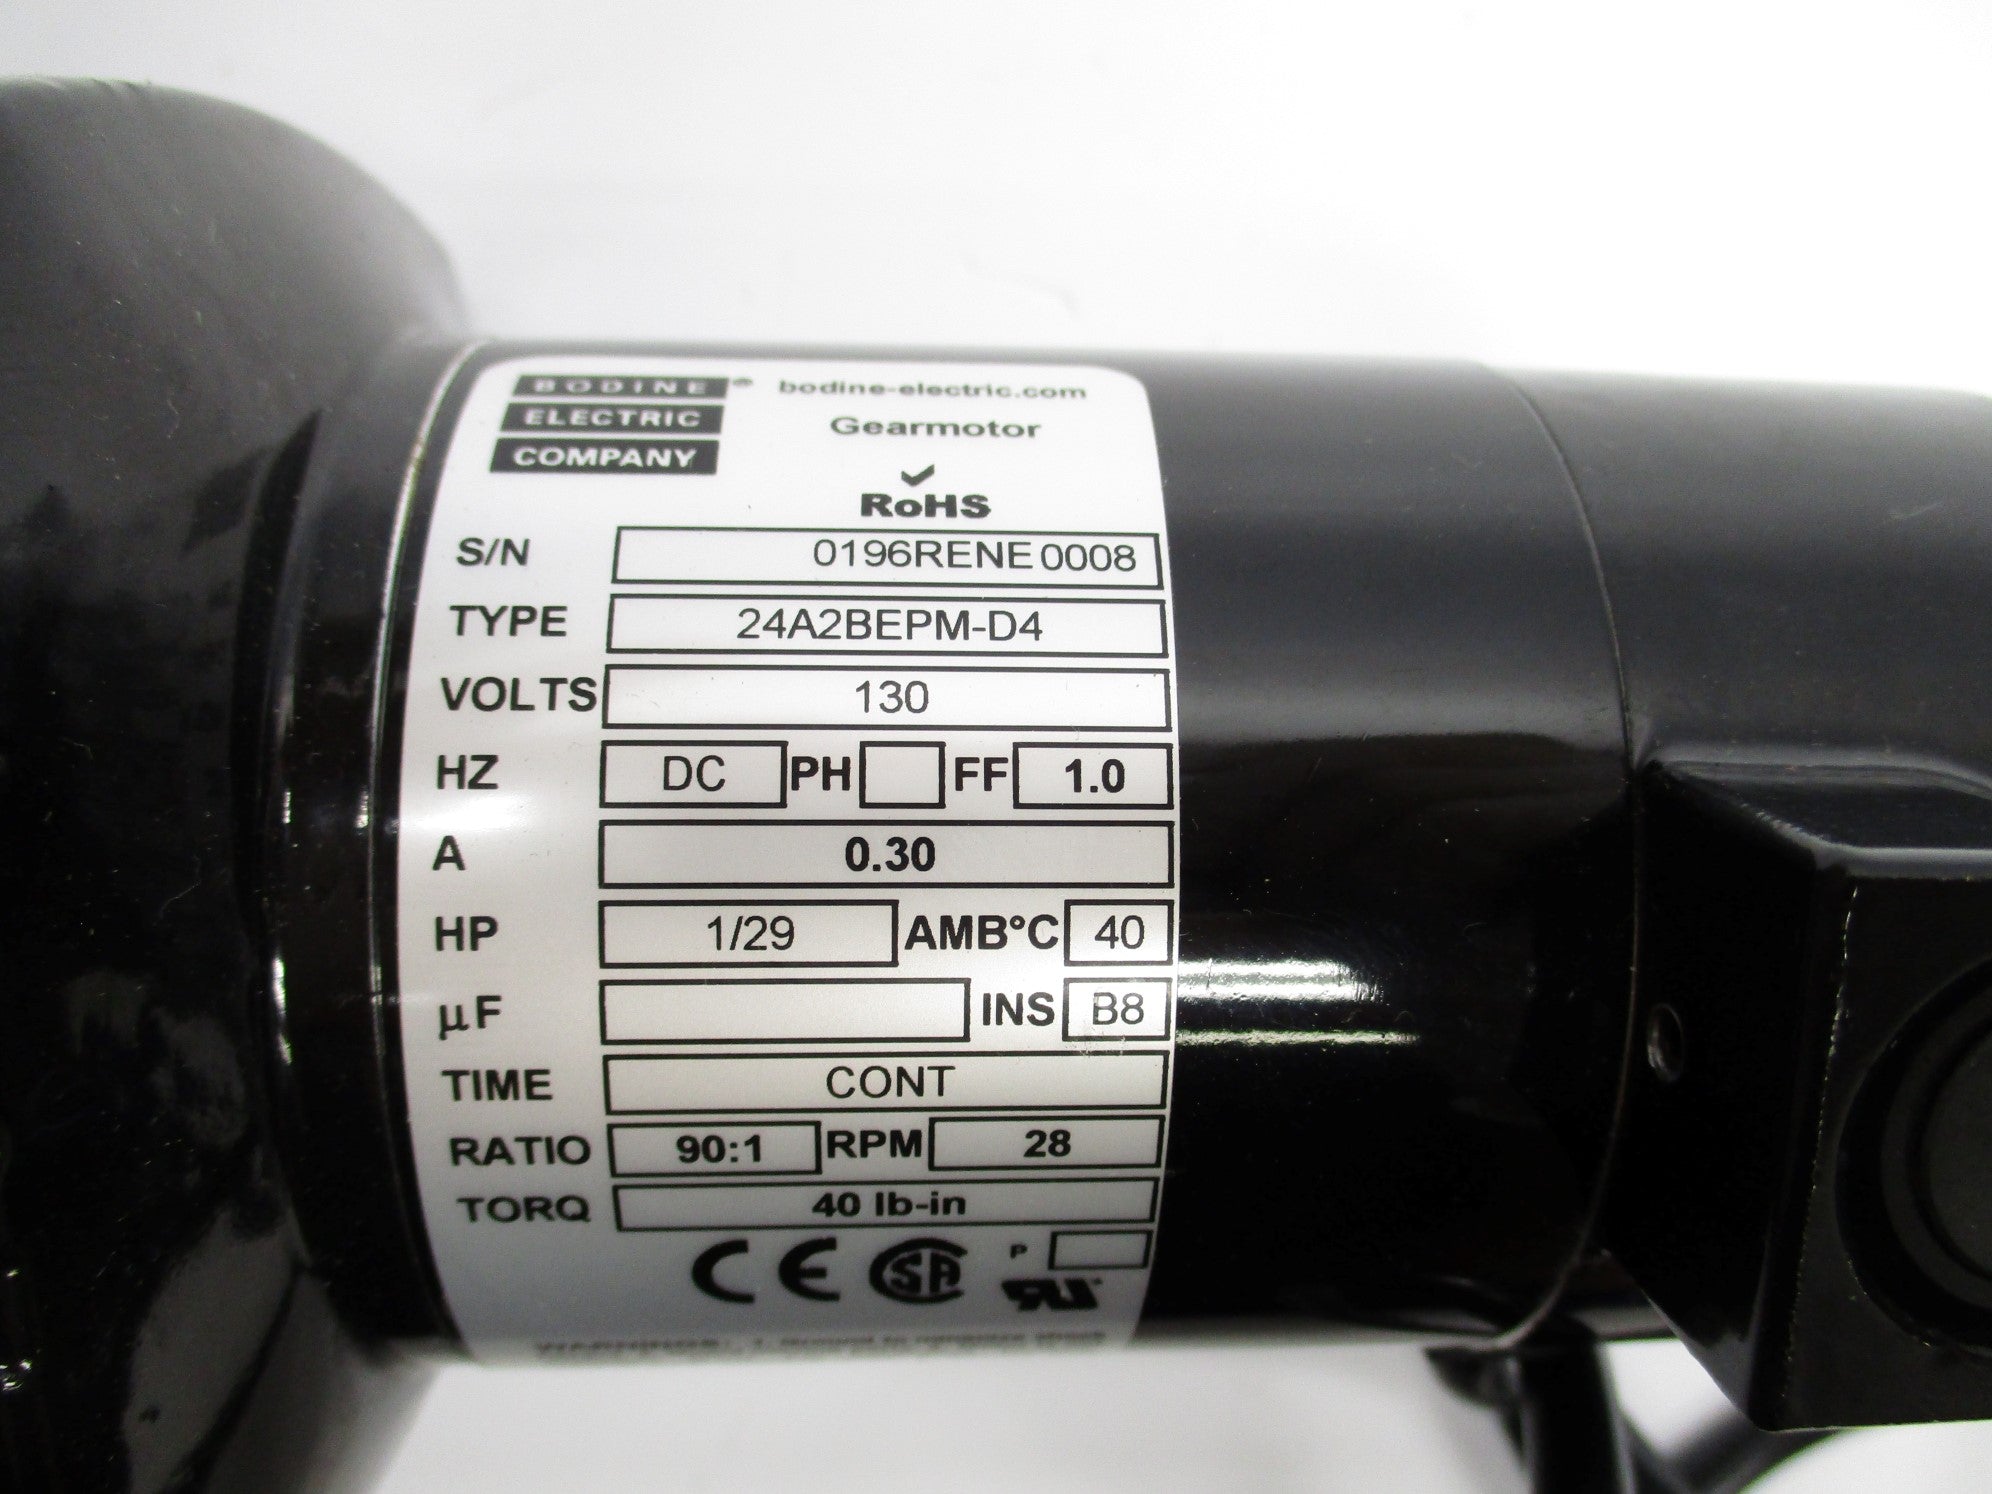 BODINE ® bodine-electric.com
ELECTRIC Gearmotor
COMPANY
RoHS
S/N 0196RENE0008
TYPE 24A2BEPM-D4
VOLTS 130
HZ DC PH FF 1.0
A 0.30
HP 1/29 AMB°C 40
µF INS B8
TIME CONT
RATIO 90:1 RPM 28
TORQ 40 lb-in
CE SA P